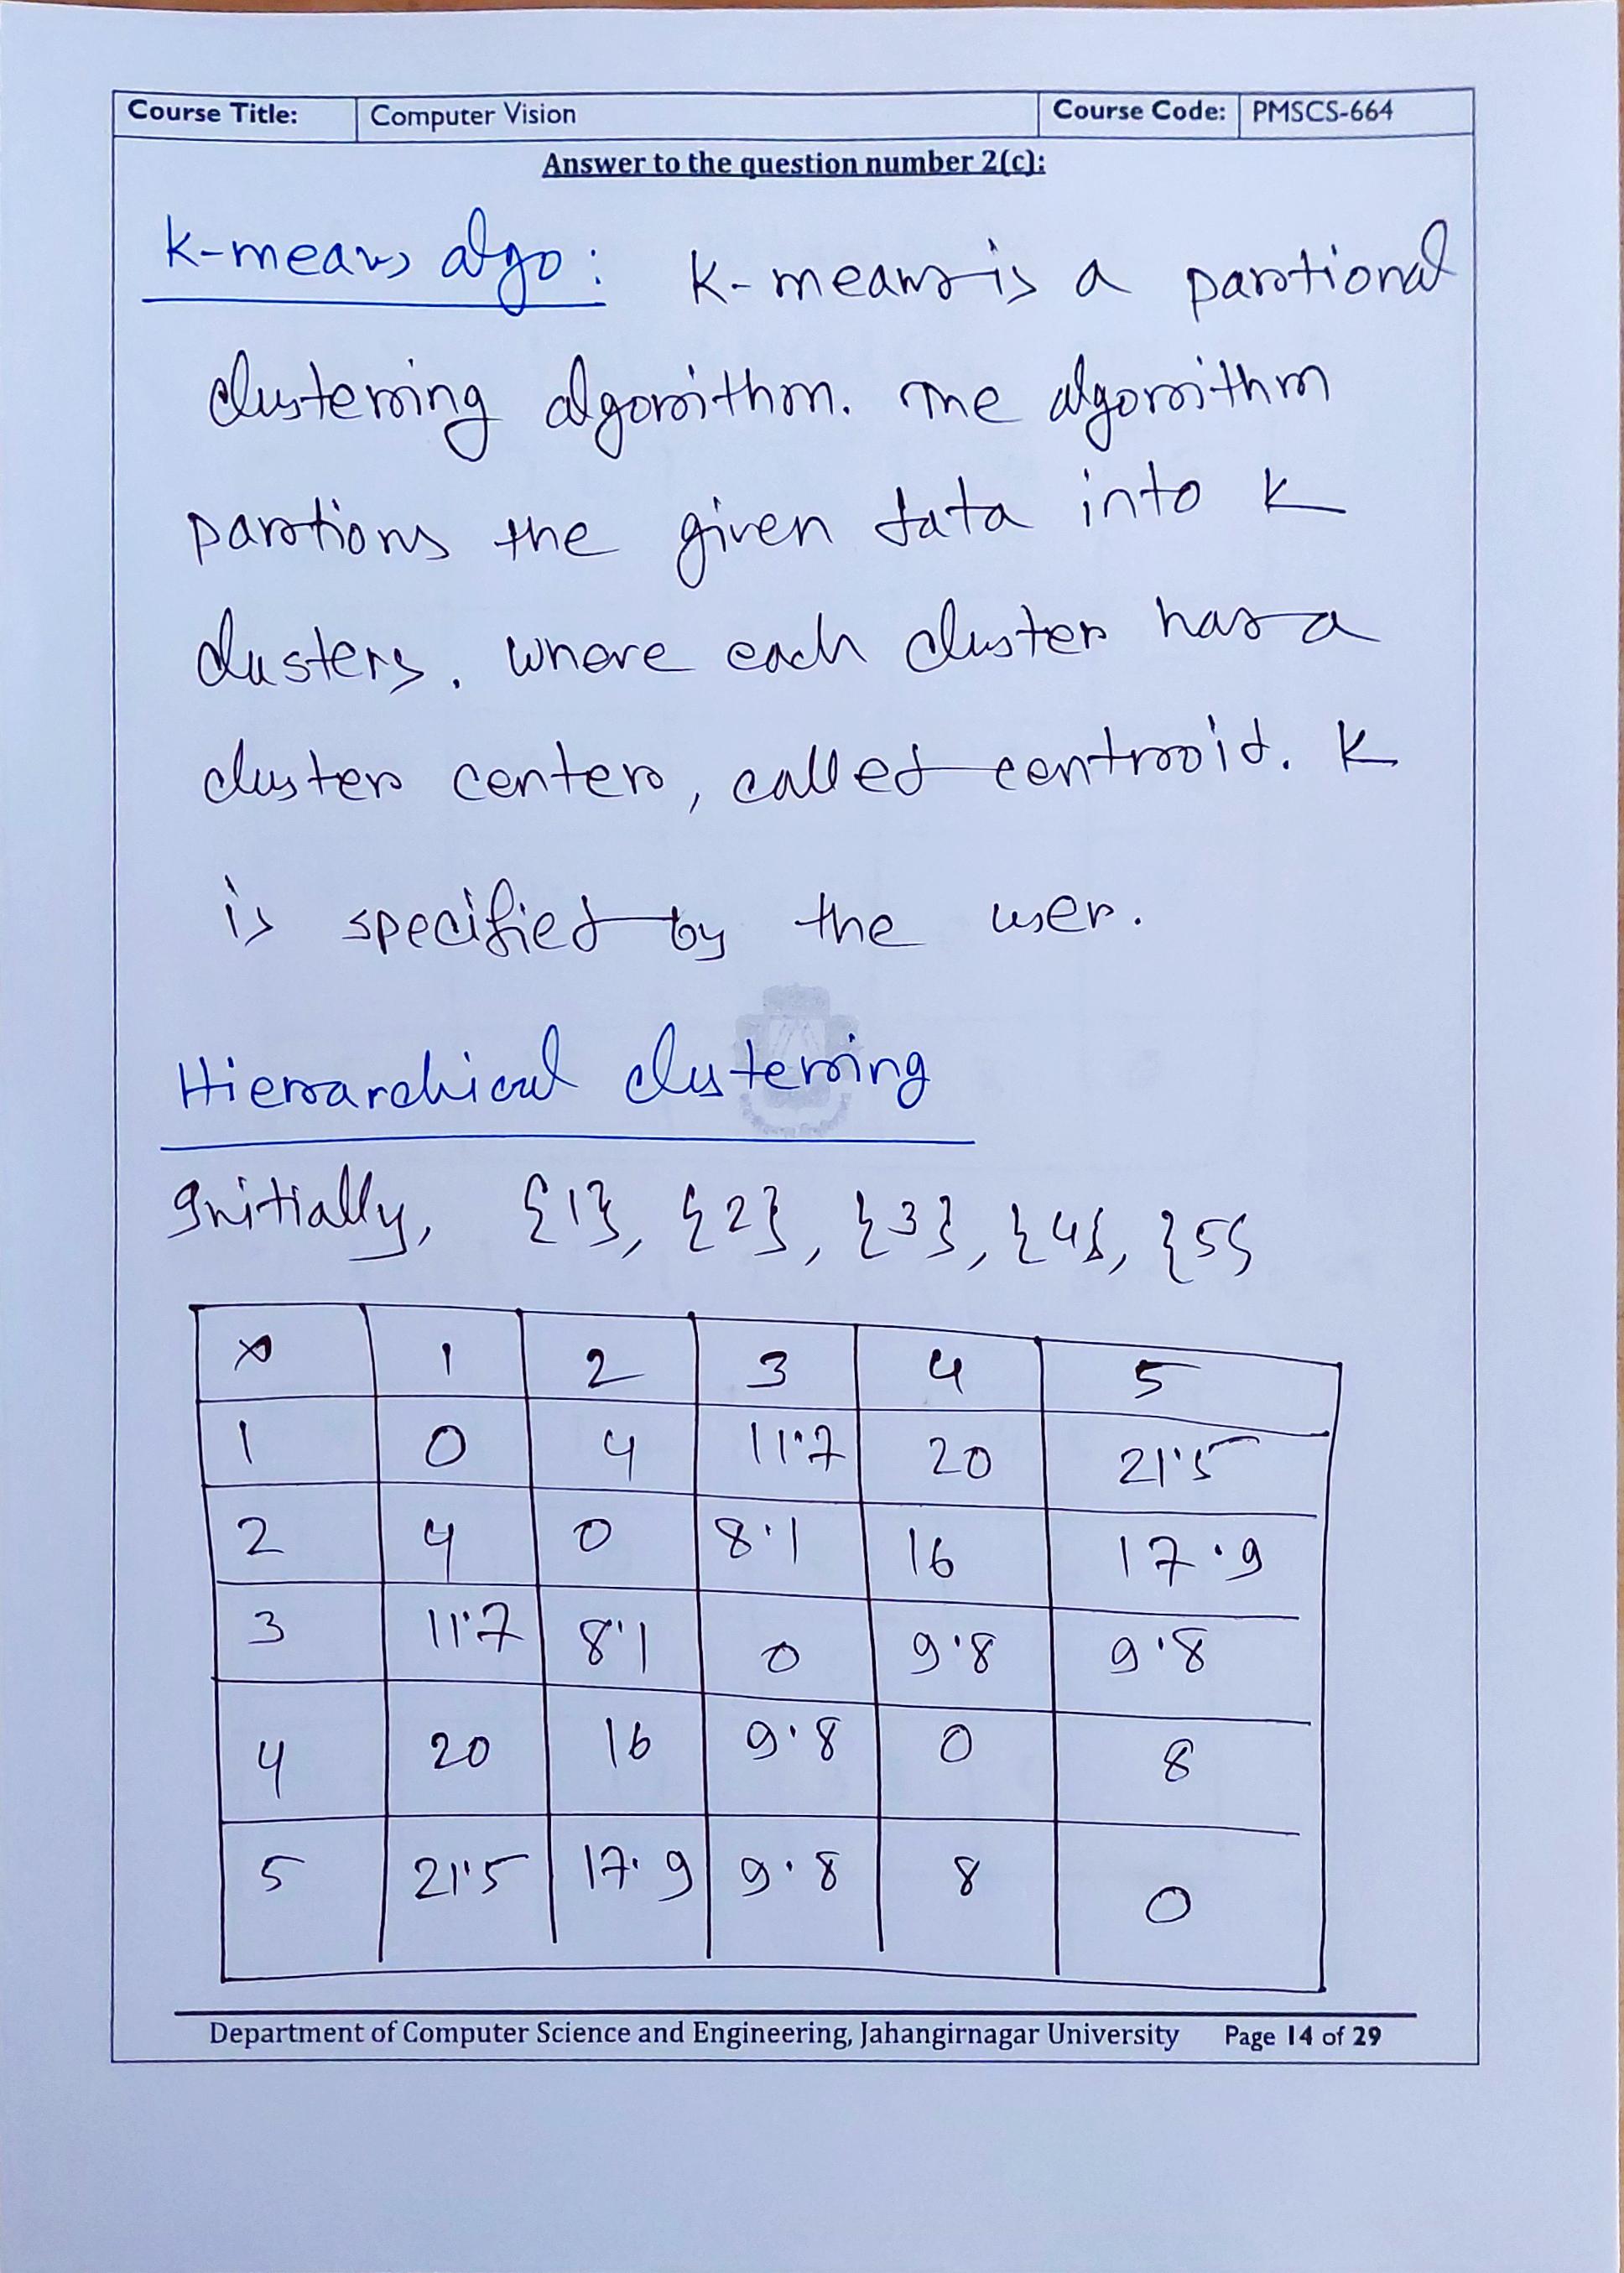 Course Title: Computer Vision Course Code: PMSCS-664
Answer to the question number 2(c):
K-means algo: K-means is a partional
clustering algorithm. The algorithm
partions the given data into K
clusters. Where each cluster has a
cluster center, called centroid. K
is specified by the user.
Hierarchical clustering
Initially, {1}, {2}, {3}, {4}, {5}
x 1 2 3 4 5
1 0 4 11.7 20 21.5
2 4 0 8.1 16 17.9
3 11.7 8.1 0 9.8 9.8
4 20 16 9.8 0 8
5 21.5 17.9 9.8 8 0
Department of Computer Science and Engineering, Jahangirnagar University Page 14 of 29